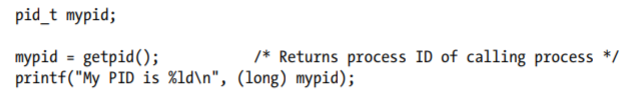 pid_t mypid;
mypid = getpid();                /* Returns process ID of calling process */
printf("My PID is %ld\n", (long) mypid);